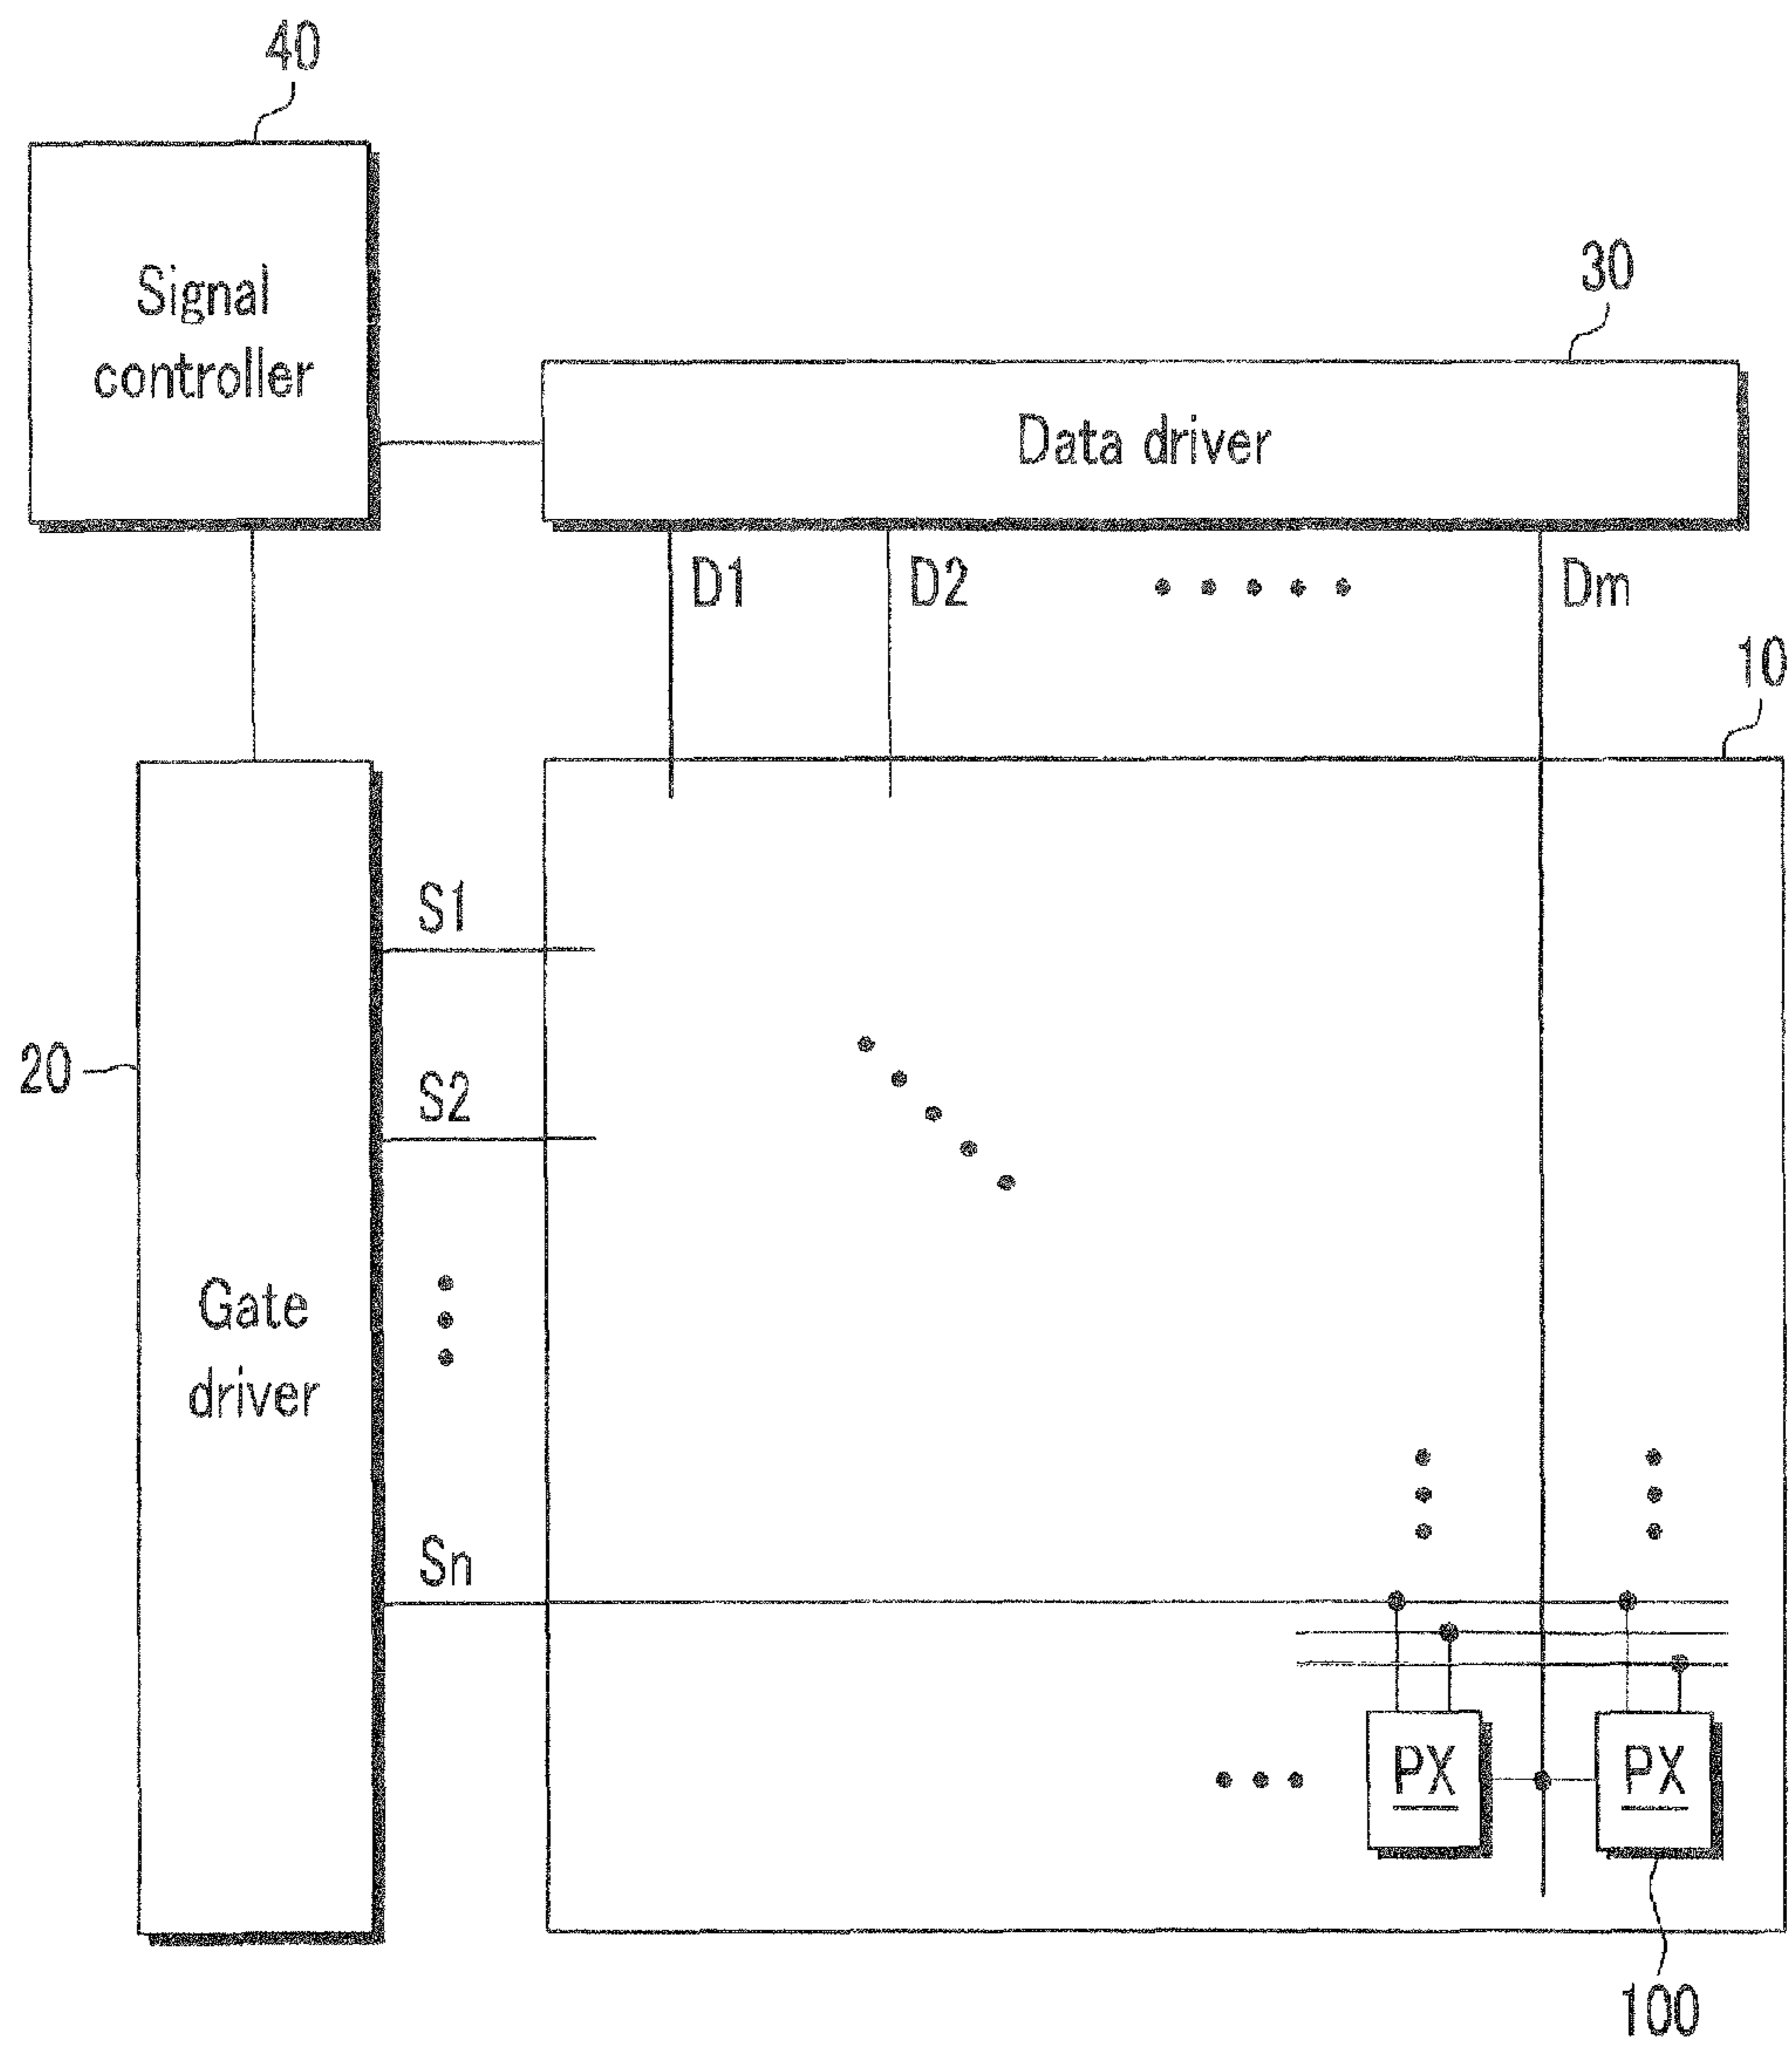 40
Signal
controller
30
Data driver
D1
D2
Dm
10
S1
20
S2
Gate
driver
Sn
PX
PX
100